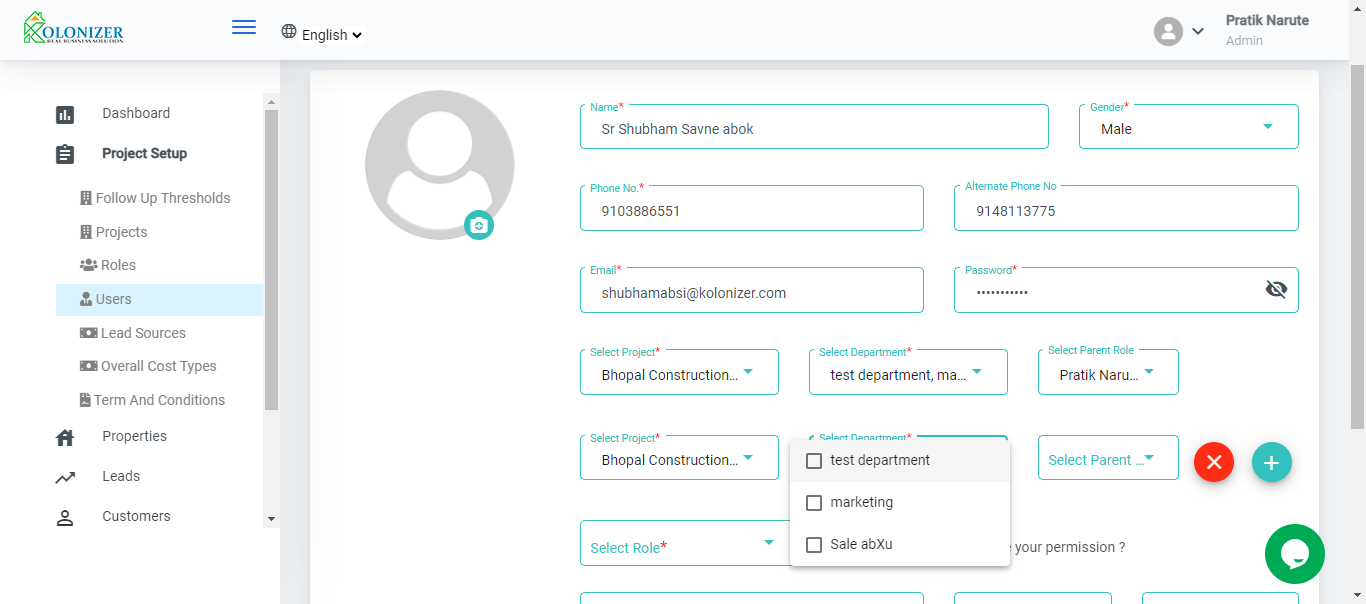 KOLONIZER
REAL BUSINESS SOLUTION
English
Pratik Narute
Admin
Dashboard
Project Setup
Follow Up Thresholds
Projects
Roles
Users
Lead Sources
Overall Cost Types
Term And Conditions
Properties
Leads
Customers
Name*
Sr Shubham Savne abok
Gender*
Male
Phone No.*
9103886551
Alternate Phone No
9148113775
Email*
shubhamabsi@kolonizer.com
Password*
•••••••••••
Select Project*
Bhopal Construction...
Select Department*
test department, ma...
Select Parent Role
Pratik Naru...
Select Project*
Bhopal Construction...
Select Department*
Select Parent ...
test department
marketing
Sale abXu
Select Role*
your permission ?